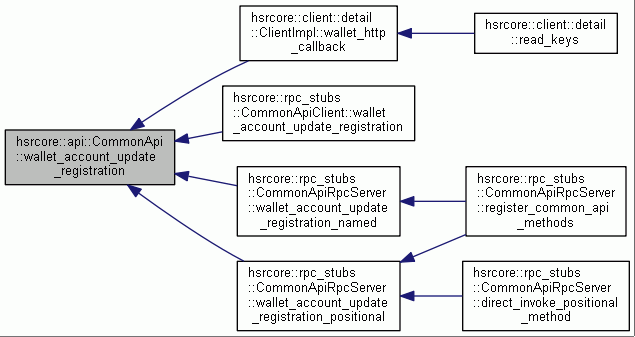 hsrcore::client::detail
::ClientImpl::wallet_http
_callback
hsrcore::client::detail
::read_keys
hsrcore::rpc_stubs
::CommonApiClient::wallet
_account_update_registration
hsrcore::api::CommonApi
::wallet_account_update
_registration
hsrcore::rpc_stubs
::CommonApiRpcServer
::wallet_account_update
_registration_named
hsrcore::rpc_stubs
::CommonApiRpcServer
::register_common_api
_methods
hsrcore::rpc_stubs
::CommonApiRpcServer
::wallet_account_update
_registration_positional
hsrcore::rpc_stubs
::CommonApiRpcServer
::direct_invoke_positional
_method